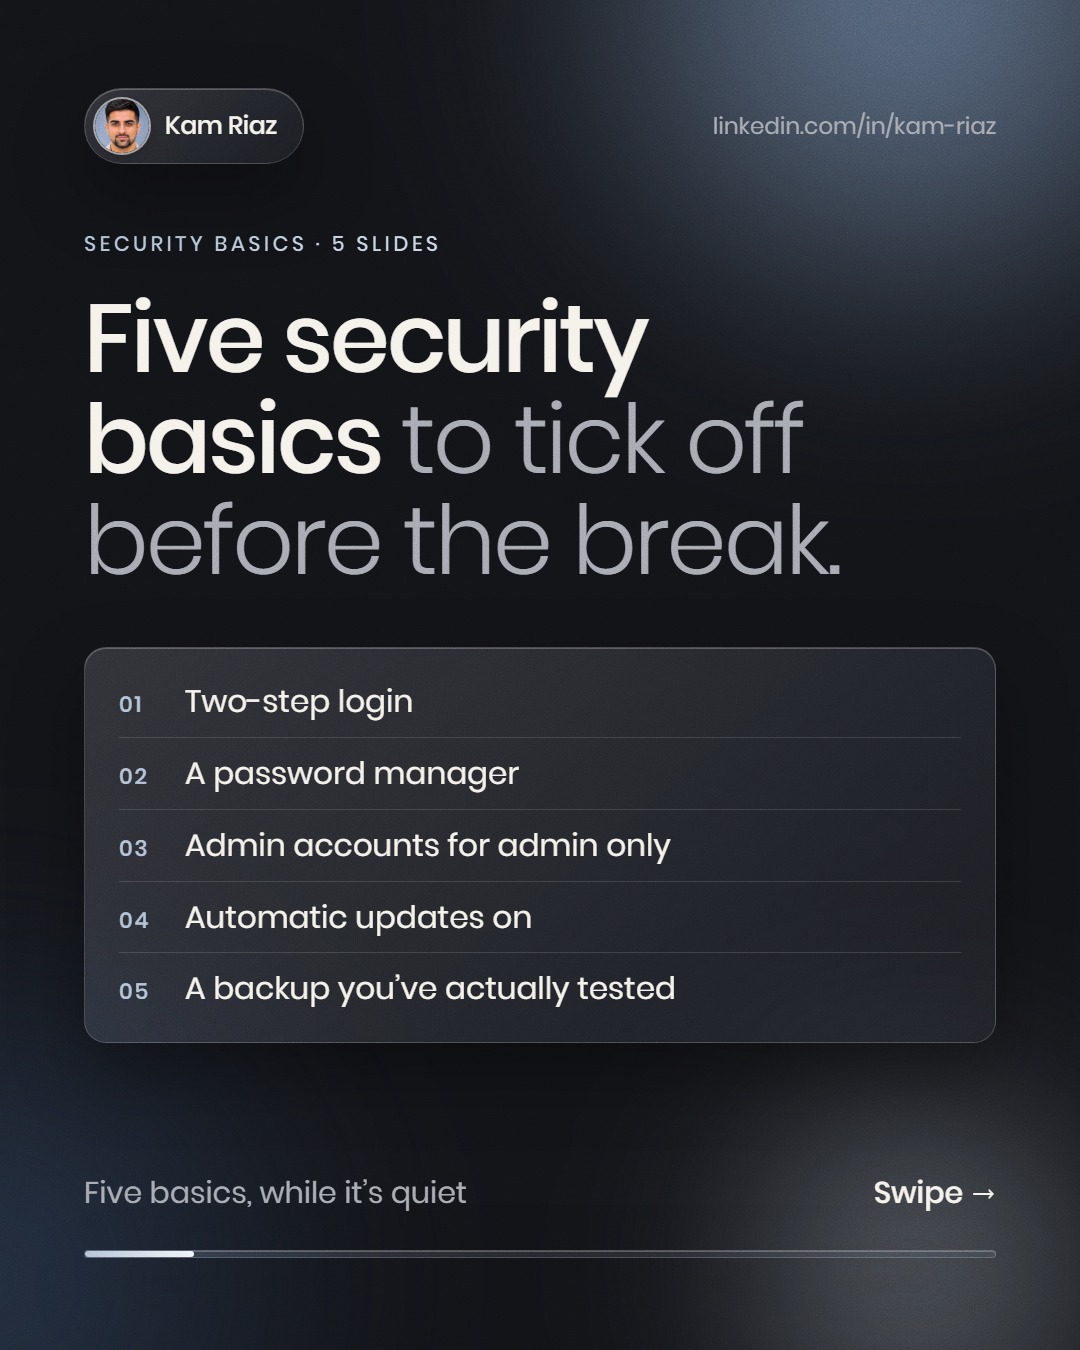 Kam Riaz
linkedin.com/in/kam-riaz
SECURITY BASICS · 5 SLIDES
Five security
basics to tick off
before the break.
01 Two-step login
02 A password manager
03 Admin accounts for admin only
04 Automatic updates on
05 A backup you’ve actually tested
Five basics, while it’s quiet
Swipe →